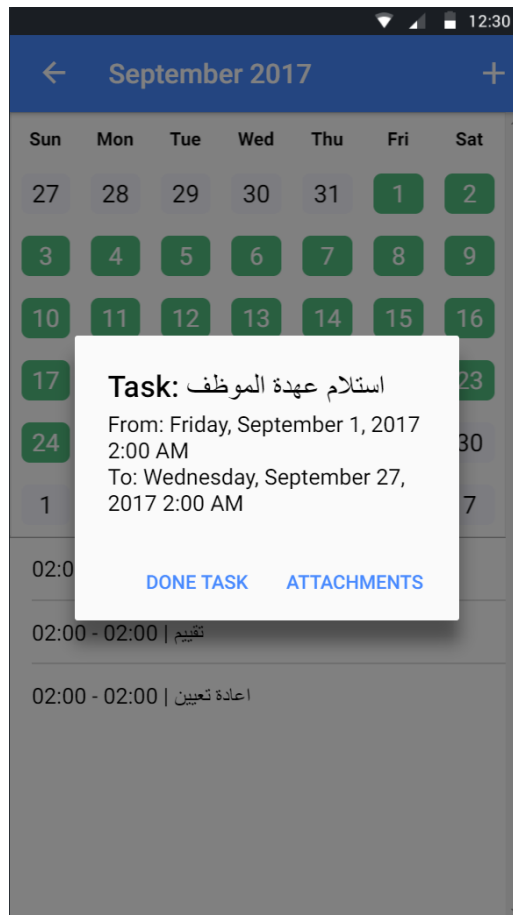 12:30
September 2017
Sun Mon Tue Wed Thu Fri Sat
27 28 29 30 31 1 2
3 4 5 6 7 8 9
10 11 12 13 14 15 16
17 23
24 30
1 7
Task: استلام عهدة الموظف
From: Friday, September 1, 2017
2:00 AM
To: Wednesday, September 27,
2017 2:00 AM
DONE TASK ATTACHMENTS
02:0
02:00 - 02:00 | تقييم
02:00 - 02:00 | اعادة تعيين